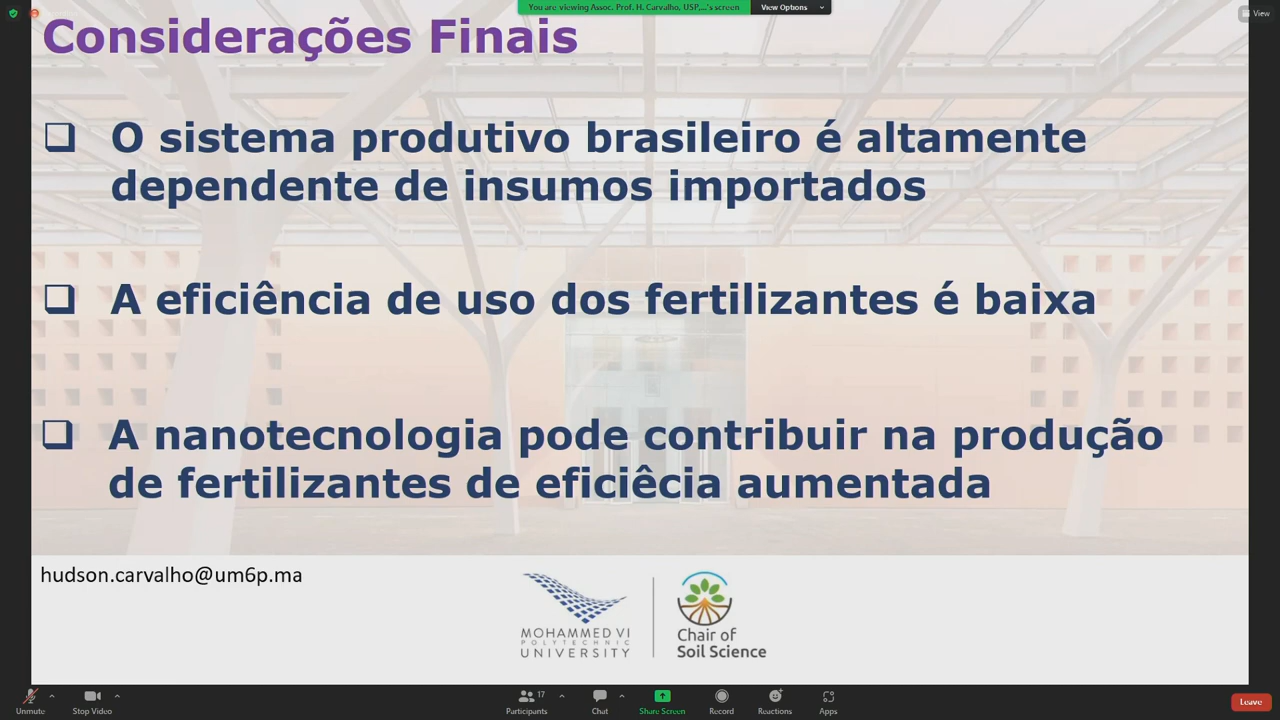 You are viewing Assoc. Prof. H. Carvalho, USP,...'s screen
View Options
View
Considerações Finais
O sistema produtivo brasileiro é altamente
dependente de insumos importados
A eficiência de uso dos fertilizantes é baixa
A nanotecnologia pode contribuir na produção
de fertilizantes de eficiêcia aumentada
hudson.carvalho@um6p.ma
MOHAMMED VI
POLYTECHNIC
UNIVERSITY
Chair of
Soil Science
Unmute
Stop Video
17
Participants
Chat
Share Screen
Record
Reactions
Apps
Leave